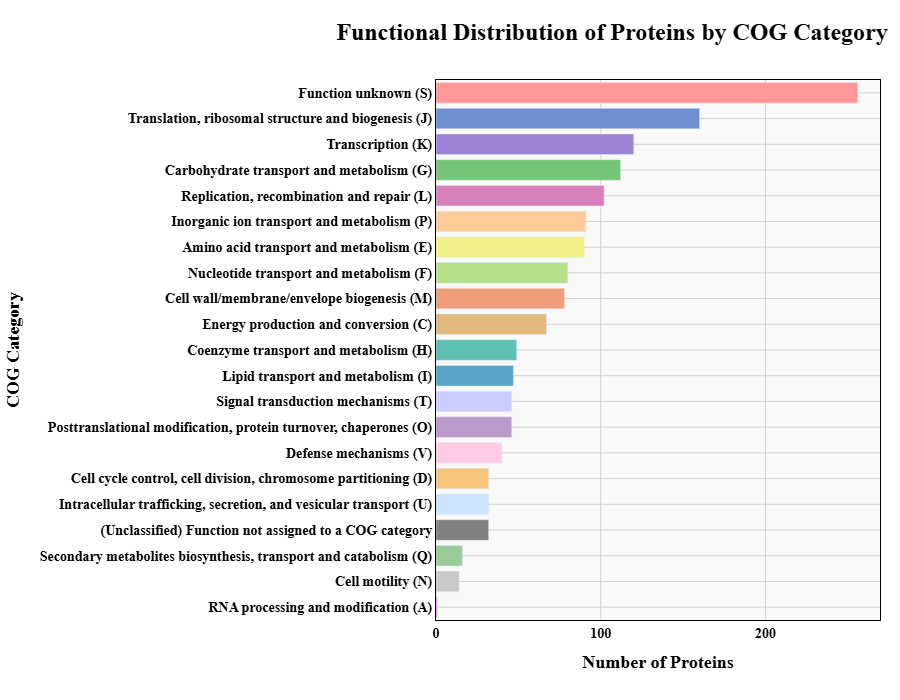 Functional Distribution of Proteins by COG Category
Function unknown (S)
Translation, ribosomal structure and biogenesis (J)
Transcription (K)
Carbohydrate transport and metabolism (G)
Replication, recombination and repair (L)
Inorganic ion transport and metabolism (P)
Amino acid transport and metabolism (E)
Nucleotide transport and metabolism (F)
Cell wall/membrane/envelope biogenesis (M)
Energy production and conversion (C)
Coenzyme transport and metabolism (H)
Lipid transport and metabolism (I)
Signal transduction mechanisms (T)
Posttranslational modification, protein turnover, chaperones (O)
Defense mechanisms (V)
Cell cycle control, cell division, chromosome partitioning (D)
Intracellular trafficking, secretion, and vesicular transport (U)
(Unclassified) Function not assigned to a COG category
Secondary metabolites biosynthesis, transport and catabolism (Q)
Cell motility (N)
RNA processing and modification (A)
COG Category
0 100 200
Number of Proteins